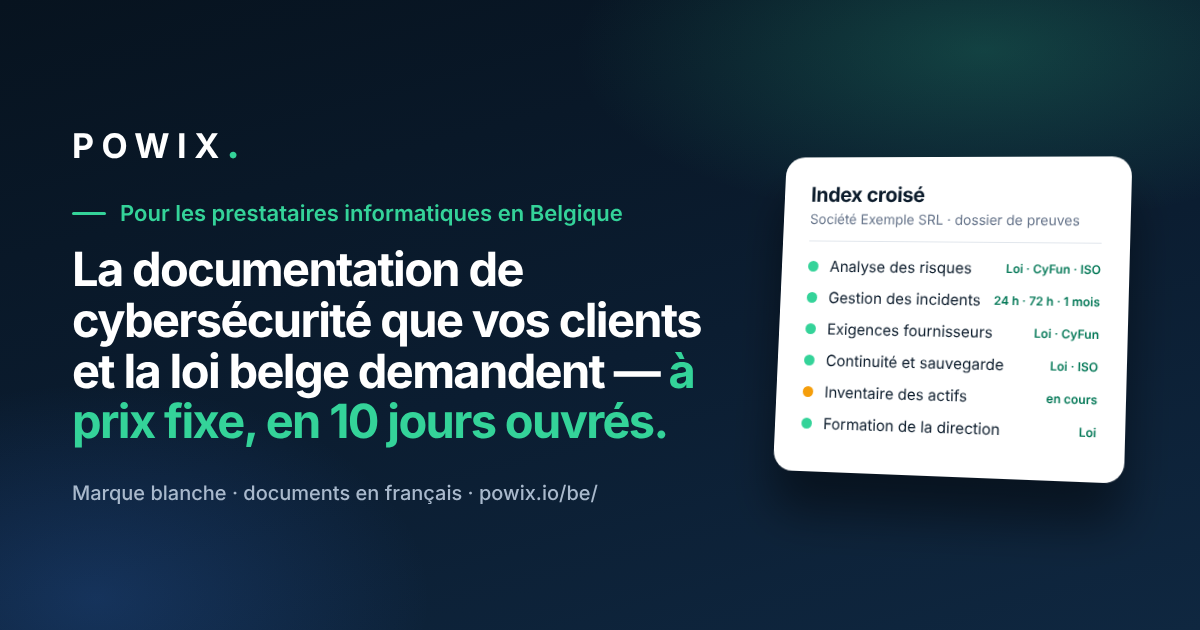 POWIX.
Pour les prestataires informatiques en Belgique
La documentation de
cybersécurité que vos clients
et la loi belge demandent — à
prix fixe, en 10 jours ouvrés.
Marque blanche · documents en français · powix.io/be/
Index croisé
Société Exemple SRL · dossier de preuves
Analyse des risques Loi · CyFun · ISO
Gestion des incidents 24 h · 72 h · 1 mois
Exigences fournisseurs Loi · CyFun
Continuité et sauvegarde Loi · ISO
Inventaire des actifs en cours
Formation de la direction Loi